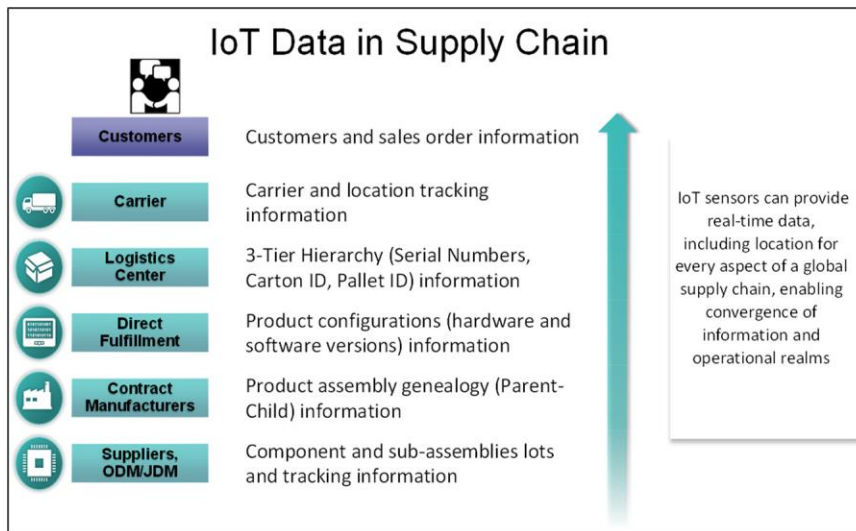 IoT Data in Supply Chain
Customers
Customers and sales order information
Carrier
Carrier and location tracking
information
Logistics
Center
3-Tier Hierarchy (Serial Numbers,
Carton ID, Pallet ID) information
Direct
Fulfillment
Product configurations (hardware and
software versions) information
Contract
Manufacturers
Product assembly genealogy (Parent-
Child) information
Suppliers,
ODM/JDM
Component and sub-assemblies lots
and tracking information
IoT sensors can provide
real-time data,
including location for
every aspect of a global
supply chain, enabling
convergence of
information and
operational realms